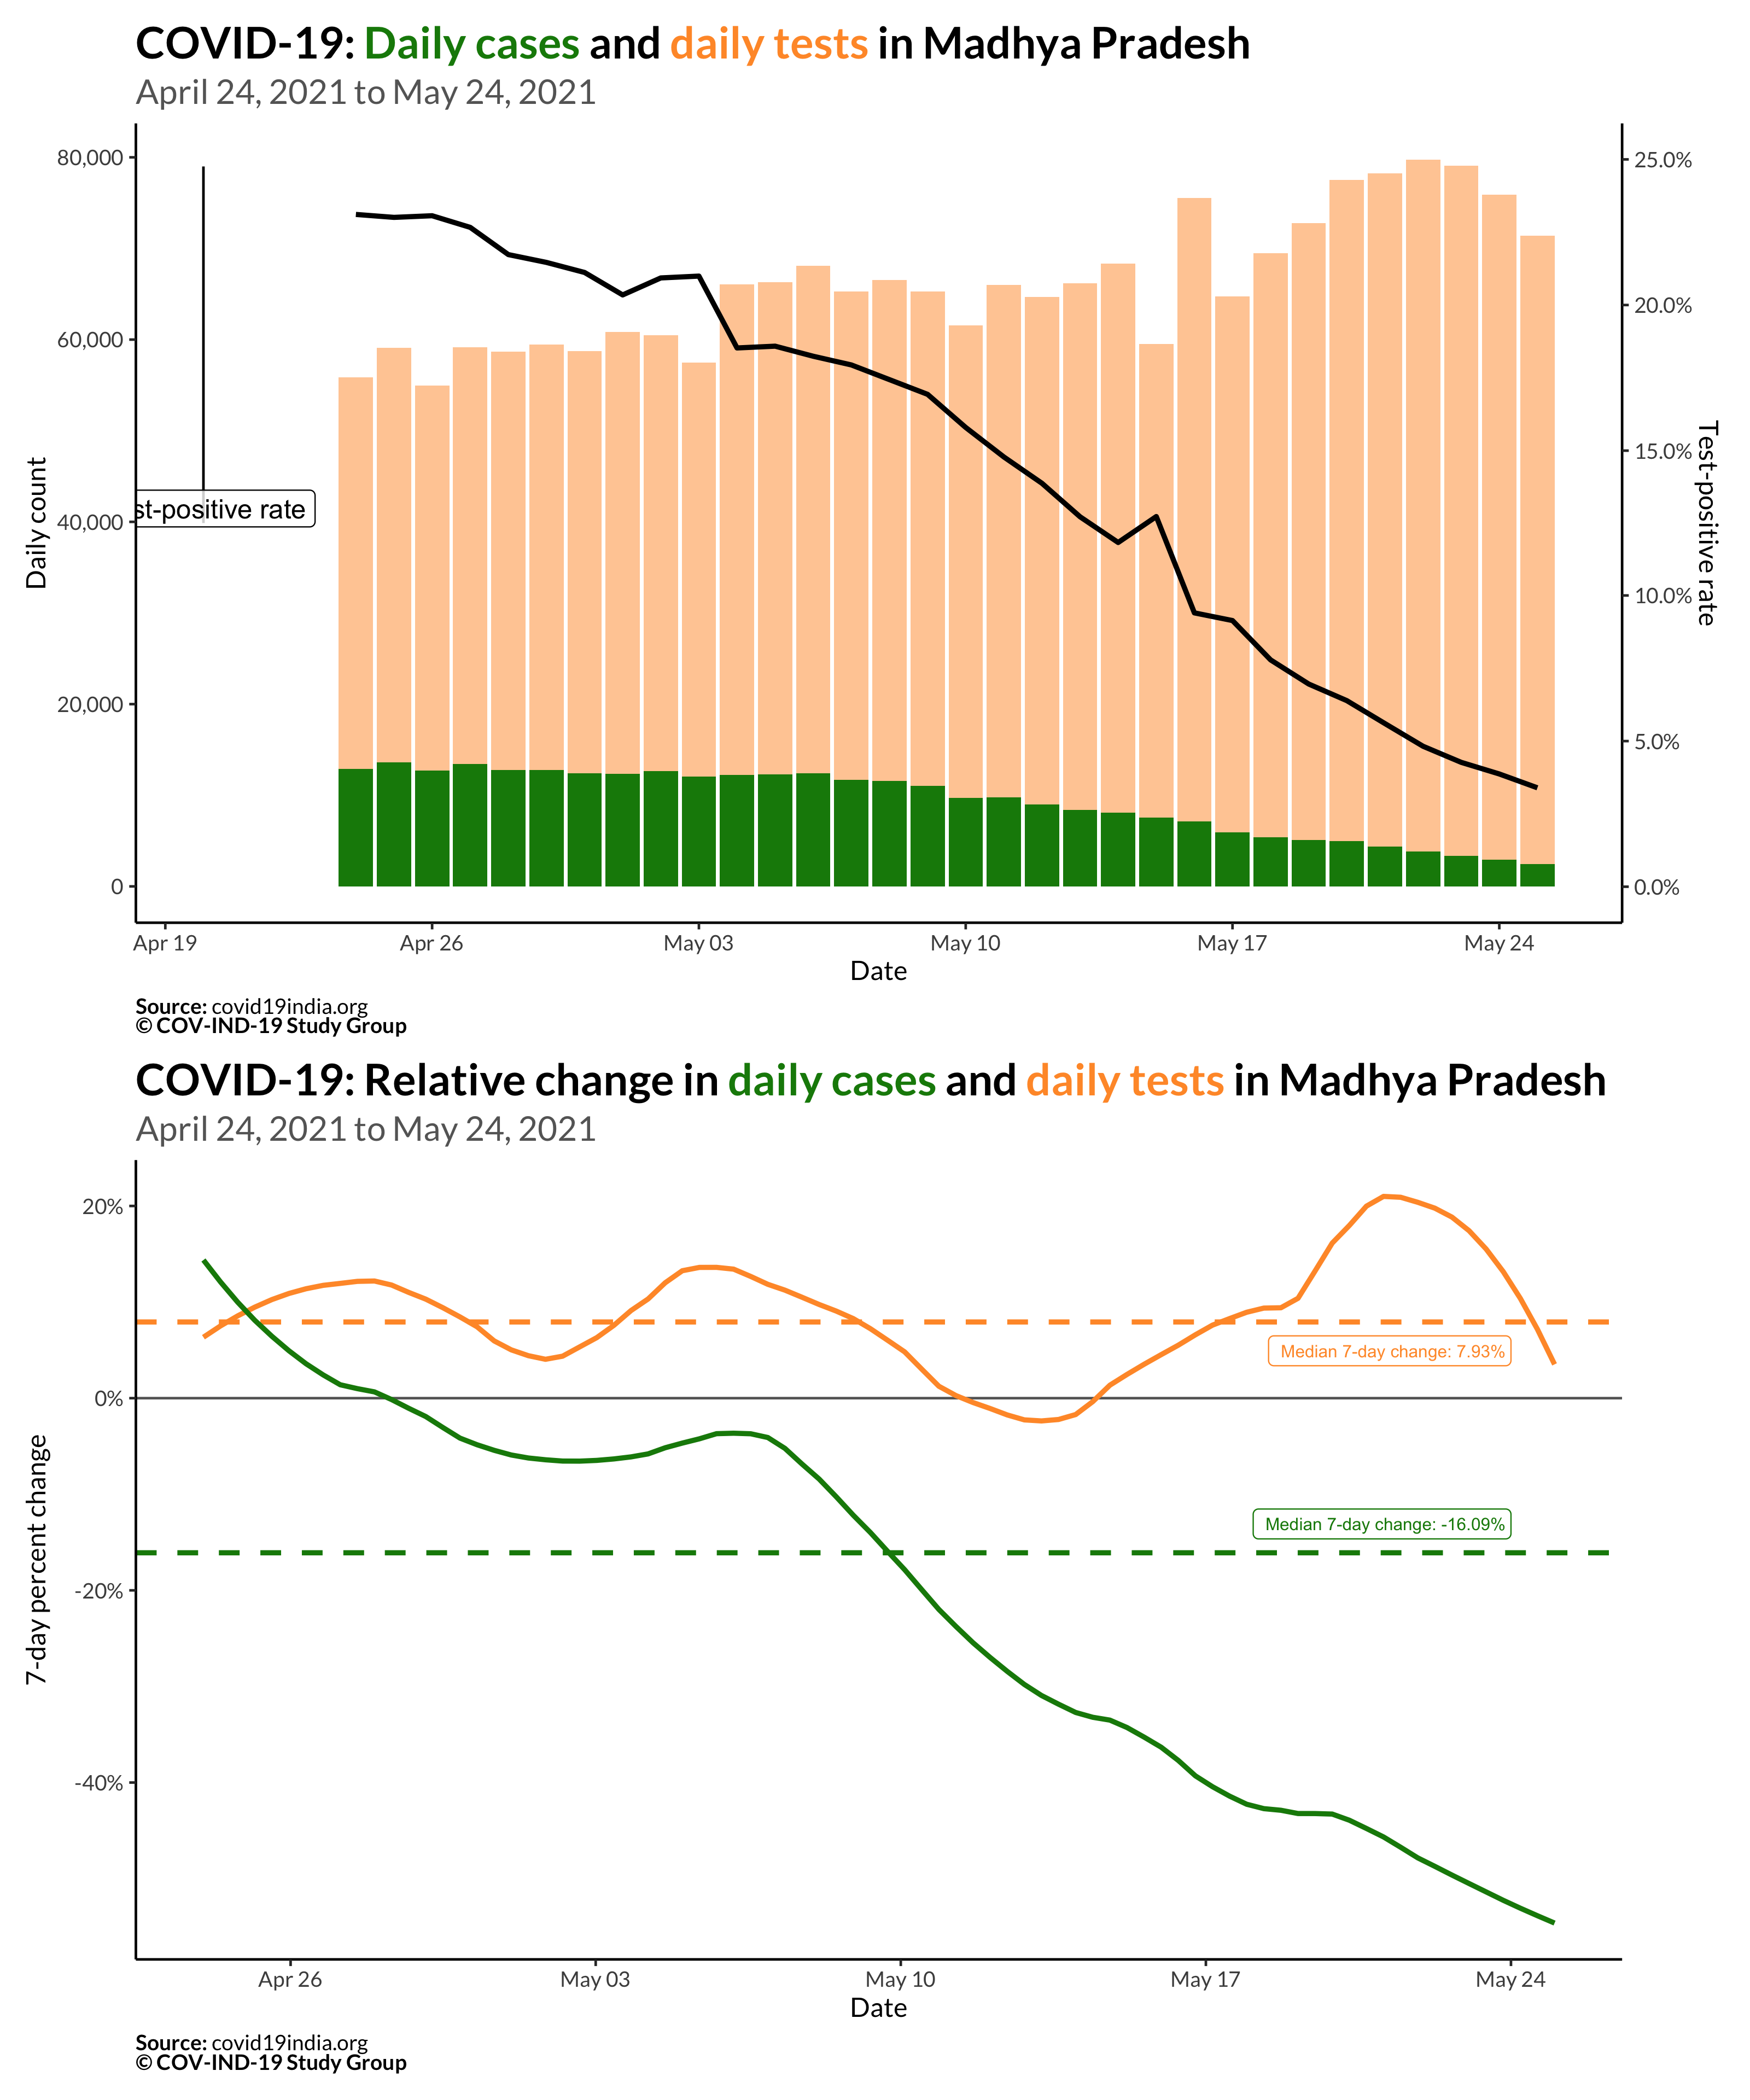 COVID-19: Daily cases and daily tests in Madhya Pradesh
April 24, 2021 to May 24, 2021
80,000
60,000
40,000
20,000
0
Daily count
st-positive rate
25.0%
20.0%
15.0%
10.0%
5.0%
0.0%
Test-positive rate
Apr 19
Apr 26
May 03
May 10
May 17
May 24
Date
Source: covid19india.org
© COV-IND-19 Study Group
COVID-19: Relative change in daily cases and daily tests in Madhya Pradesh
April 24, 2021 to May 24, 2021
20%
0%
-20%
-40%
7-day percent change
Median 7-day change: 7.93%
Median 7-day change: -16.09%
Apr 26
May 03
May 10
May 17
May 24
Date
Source: covid19india.org
© COV-IND-19 Study Group